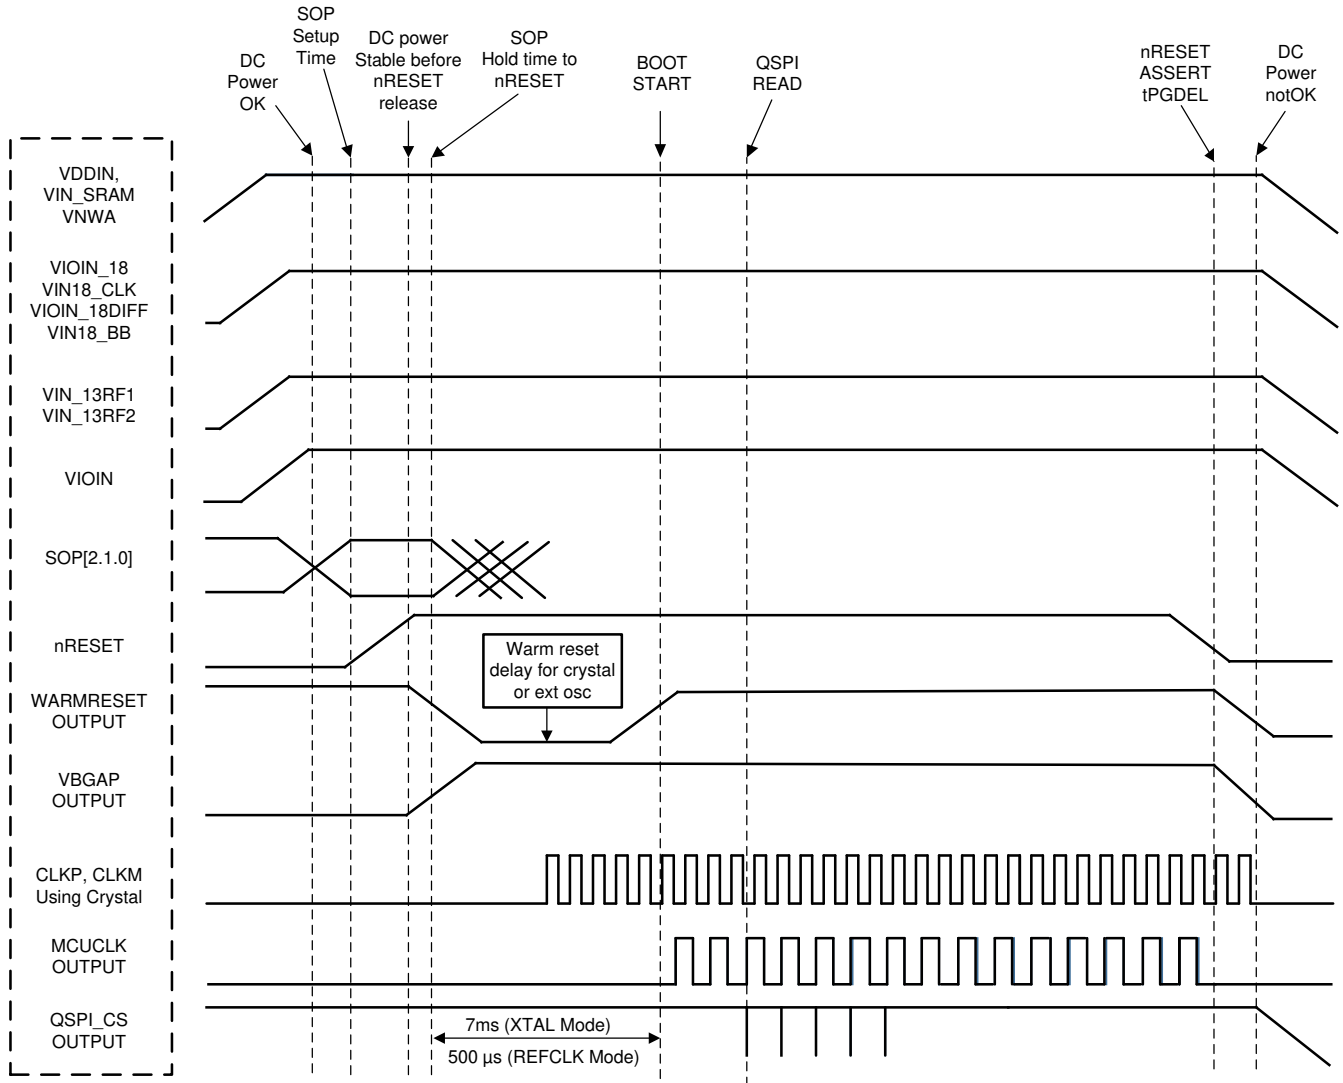 SOP
Setup
Time
DC
Power
OK
DC power
Stable before
nRESET
release
SOP
Hold time to
nRESET
BOOT
START
QSPI
READ
nRESET
ASSERT
tPGDEL
DC
Power
notOK
VDDIN,
VIN_SRAM
VNWA
VIOIN_18
VIN18_CLK
VIOIN_18DIFF
VIN18_BB
VIN_13RF1
VIN_13RF2
VIOIN
SOP[2.1.0]
nRESET
Warm reset
delay for crystal
or ext osc
WARMRESET
OUTPUT
VBGAP
OUTPUT
CLKP, CLKM
Using Crystal
MCUCLK
OUTPUT
QSPI_CS
OUTPUT
7ms (XTAL Mode)
500 µs (REFCLK Mode)